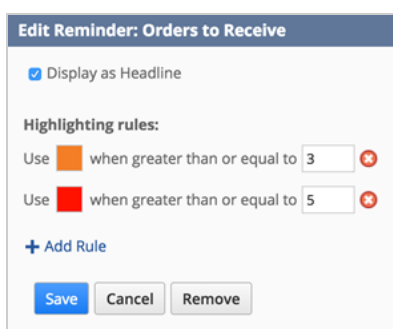 Edit Reminder: Orders to Receive
Display as Headline
Highlighting rules:
Use when greater than or equal to 3
Use when greater than or equal to 5
Add Rule
Save Cancel Remove